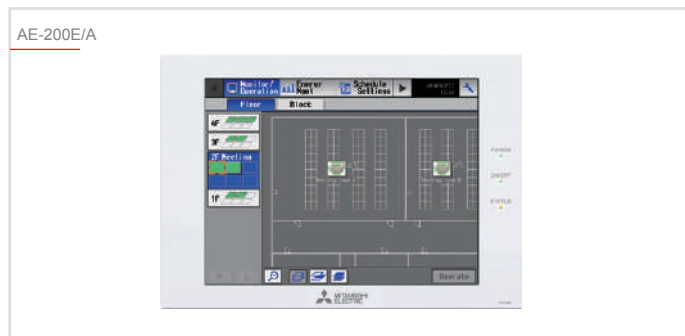 AE-200E/A
Monitor/Operation
Energy Mgmt
Schedule Settings
Floor
Block
4F
3F
2F Meeting
1F
POWER
ON/OFF
STATUS
MITSUBISHI ELECTRIC